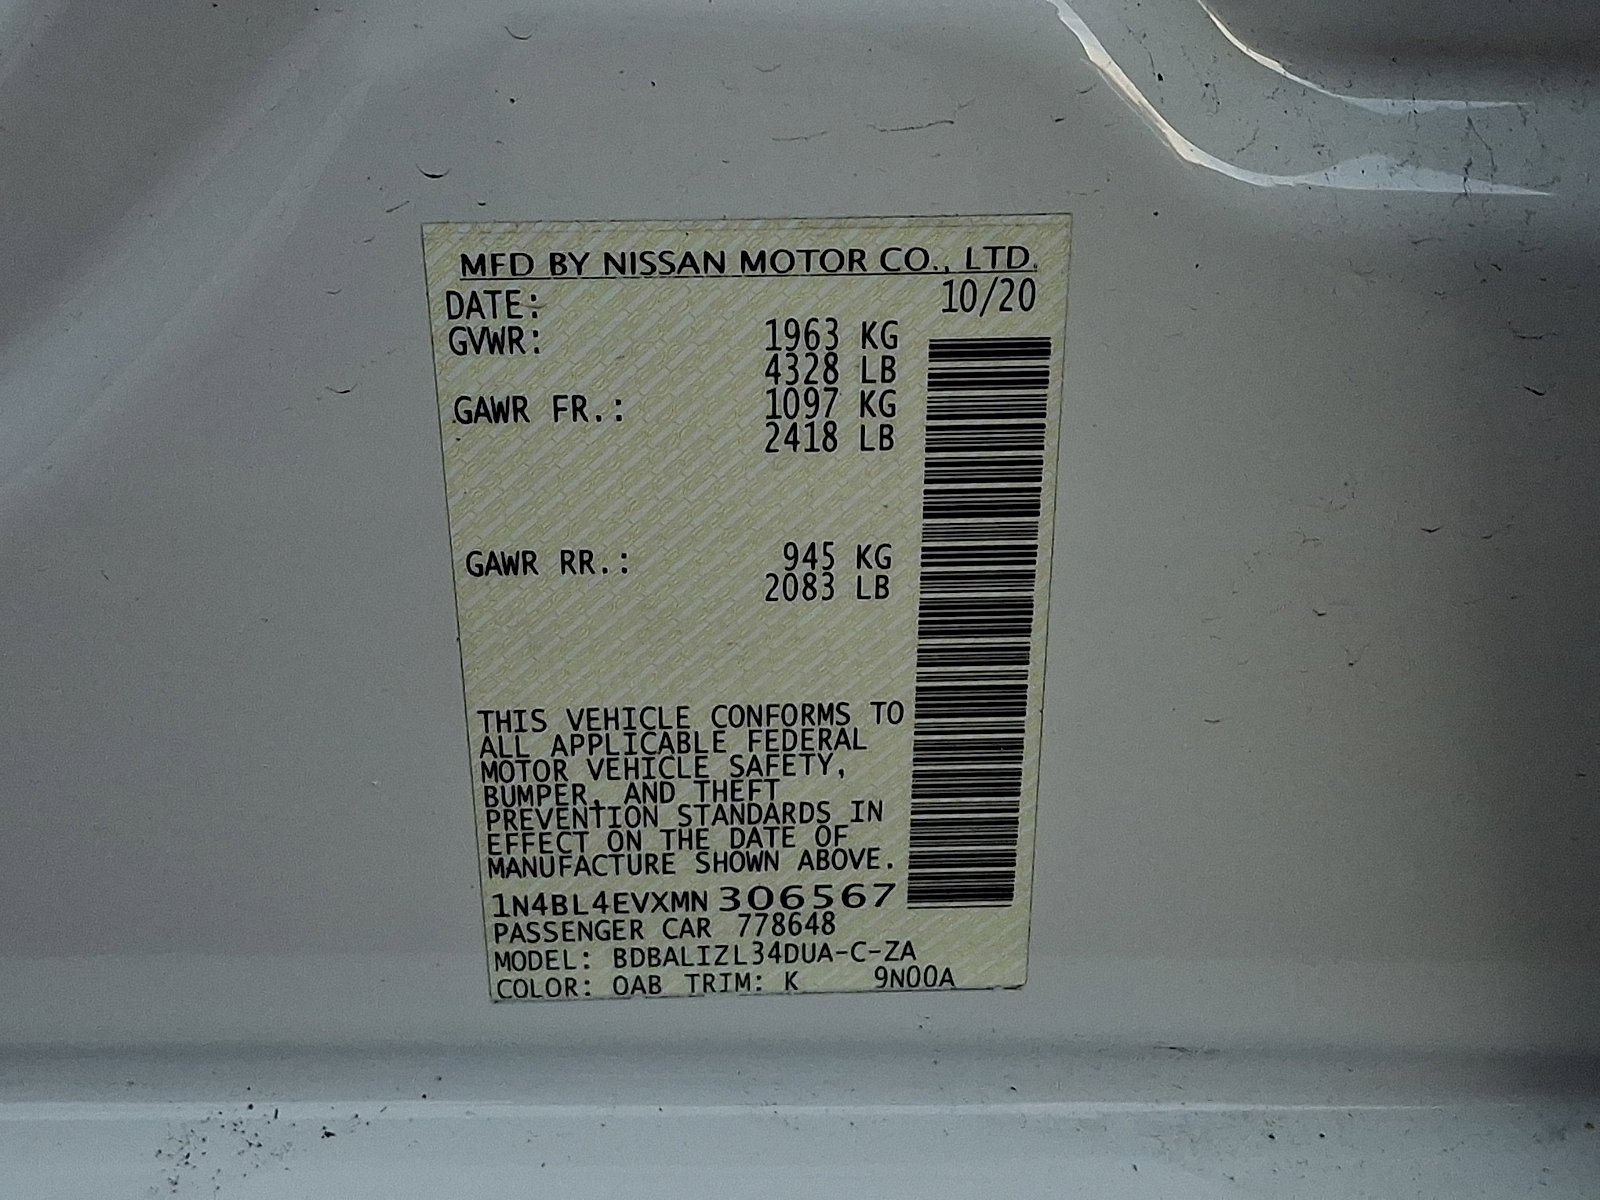 MFD BY NISSAN MOTOR CO., LTD.
DATE: 10/20
GVWR: 1963 KG
4328 LB
GAWR FR.: 1097 KG
2418 LB
GAWR RR.: 945 KG
2083 LB
THIS VEHICLE CONFORMS TO
ALL APPLICABLE FEDERAL
MOTOR VEHICLE SAFETY,
BUMPER, AND THEFT
PREVENTION STANDARDS IN
EFFECT ON THE DATE OF
MANUFACTURE SHOWN ABOVE.
1N4BL4EVXMN306567
PASSENGER CAR 778648
MODEL: BDBALIZL34DUA-C-ZA
COLOR: QAB TRIM: K 9N00A